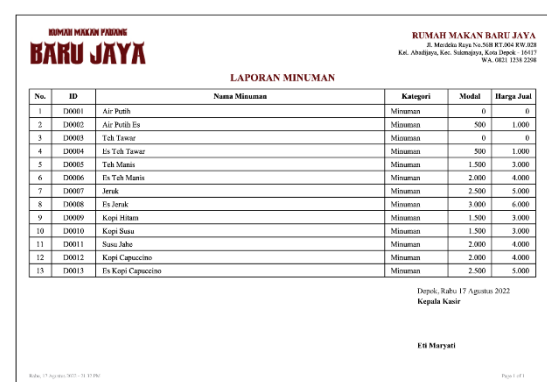 RUMAH MAKAN PADANG
BARU JAYA
RUMAH MAKAN BARU JAYA
Jl. Merdeka Raya No.56B RT.004 RW.028
Kel. Abadijaya, Kec. Sukmajaya, Kota Depok - 16417
WA. 0821 1238 2298
LAPORAN MINUMAN
No. ID Nama Minuman Kategori Modal Harga Jual
1 D0001 Air Putih Minuman 0 0
2 D0002 Air Putih Es Minuman 500 1.000
3 D0003 Teh Tawar Minuman 0 0
4 D0004 Es Teh Tawar Minuman 500 1.000
5 D0005 Teh Manis Minuman 1.500 3.000
6 D0006 Es Teh Manis Minuman 2.000 4.000
7 D0007 Jeruk Minuman 2.500 5.000
8 D0008 Es Jeruk Minuman 3.000 6.000
9 D0009 Kopi Hitam Minuman 1.500 3.000
10 D0010 Kopi Susu Minuman 1.500 3.000
11 D0011 Susu Jahe Minuman 2.000 4.000
12 D0012 Kopi Capuccino Minuman 2.000 4.000
13 D0013 Es Kopi Capuccino Minuman 2.500 5.000
Depok, Rabu 17 Agustus 2022
Kepala Kasir
Eti Maryati
Rabu, 17 Agustus 2022 -
Page 1 of 1